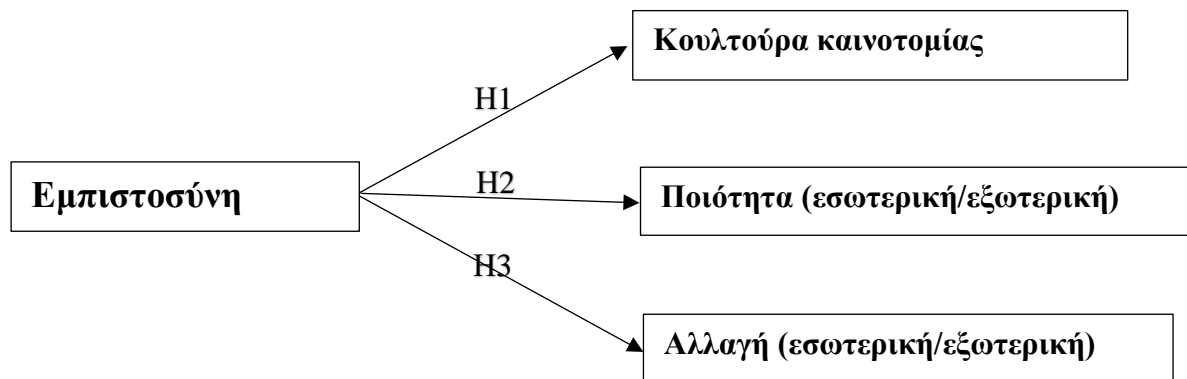 Κουλτούρα καινοτομίας
H1
Εμπιστοσύνη
H2
Ποιότητα (εσωτερική/εξωτερική)
H3
Αλλαγή (εσωτερική/εξωτερική)